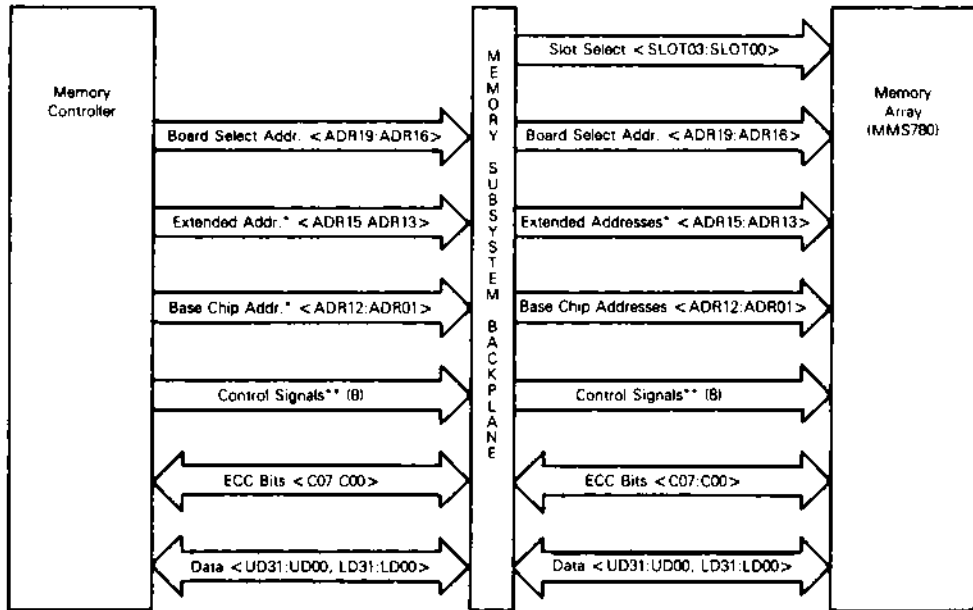 Memory
Controller
MEMORY SUBSYSTEM BACKPLANE
Memory
Array
(MMS780)
Slot Select <SLOT03:SLOT00>
Board Select Addr. <ADR19:ADR16>
Board Select Addr. <ADR19:ADR16>
Extended Addr.* <ADR15 ADR13>
Extended Addresses* <ADR15:ADR13>
Base Chip Addr.* <ADR12:ADR01>
Base Chip Addresses <ADR12:ADR01>
Control Signals** (8)
Control Signals** (8)
ECC Bits <C07 C00>
ECC Bits <C07:C00>
Data <UD31:UD00, LD31:LD00>
Data <UD31:UD00, LD31:LD00>